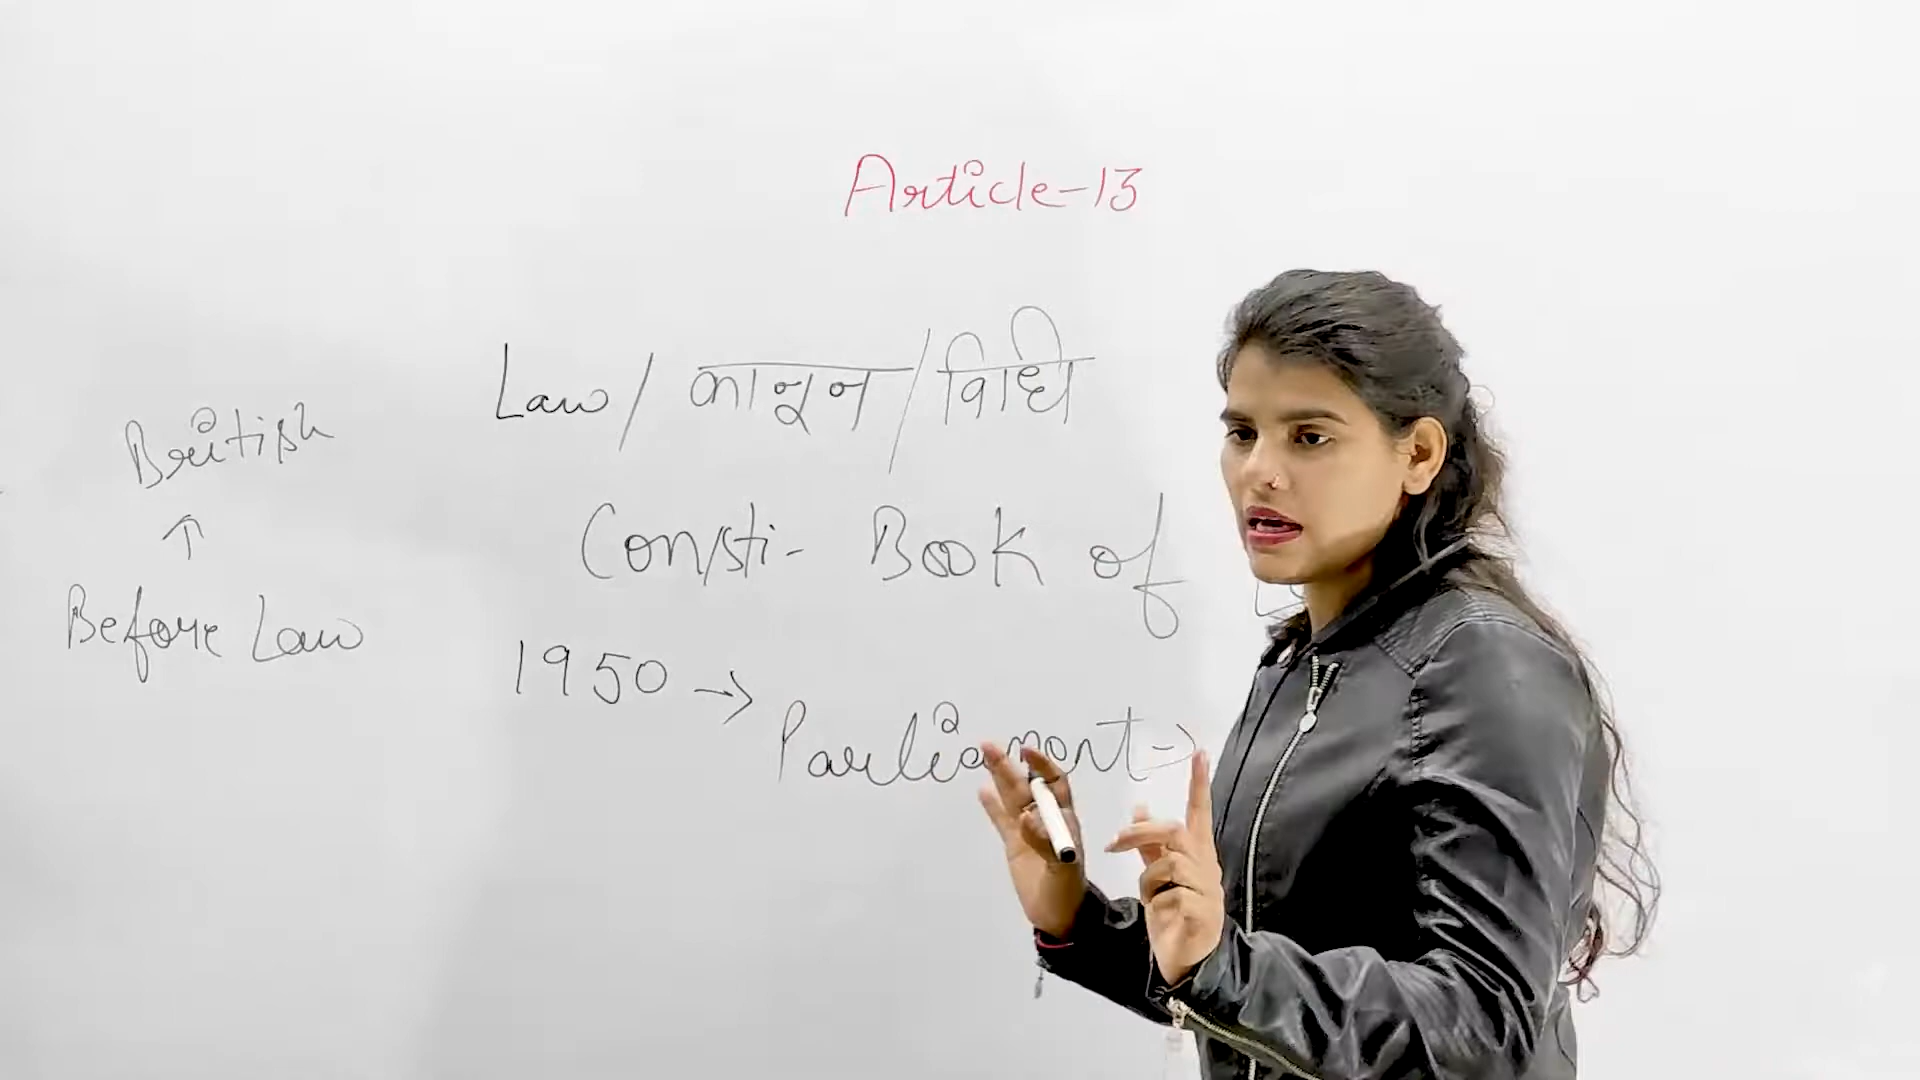 Article-13
Law / कानून / विधि
British
↑
Consti- Book of
Before Law
1950 →
Parliament →